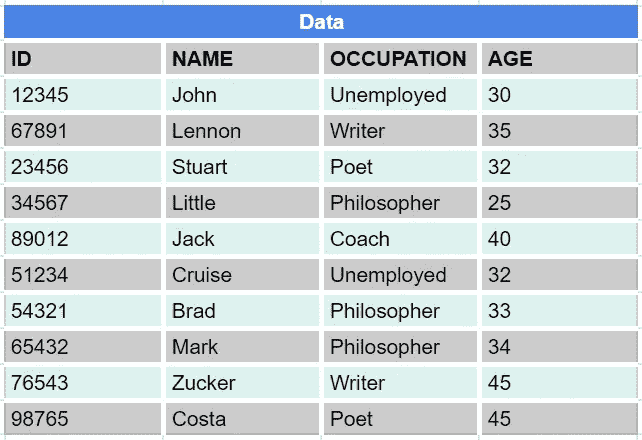 Data
ID NAME OCCUPATION AGE
12345 John Unemployed 30
67891 Lennon Writer 35
23456 Stuart Poet 32
34567 Little Philosopher 25
89012 Jack Coach 40
51234 Cruise Unemployed 32
54321 Brad Philosopher 33
65432 Mark Philosopher 34
76543 Zucker Writer 45
98765 Costa Poet 45